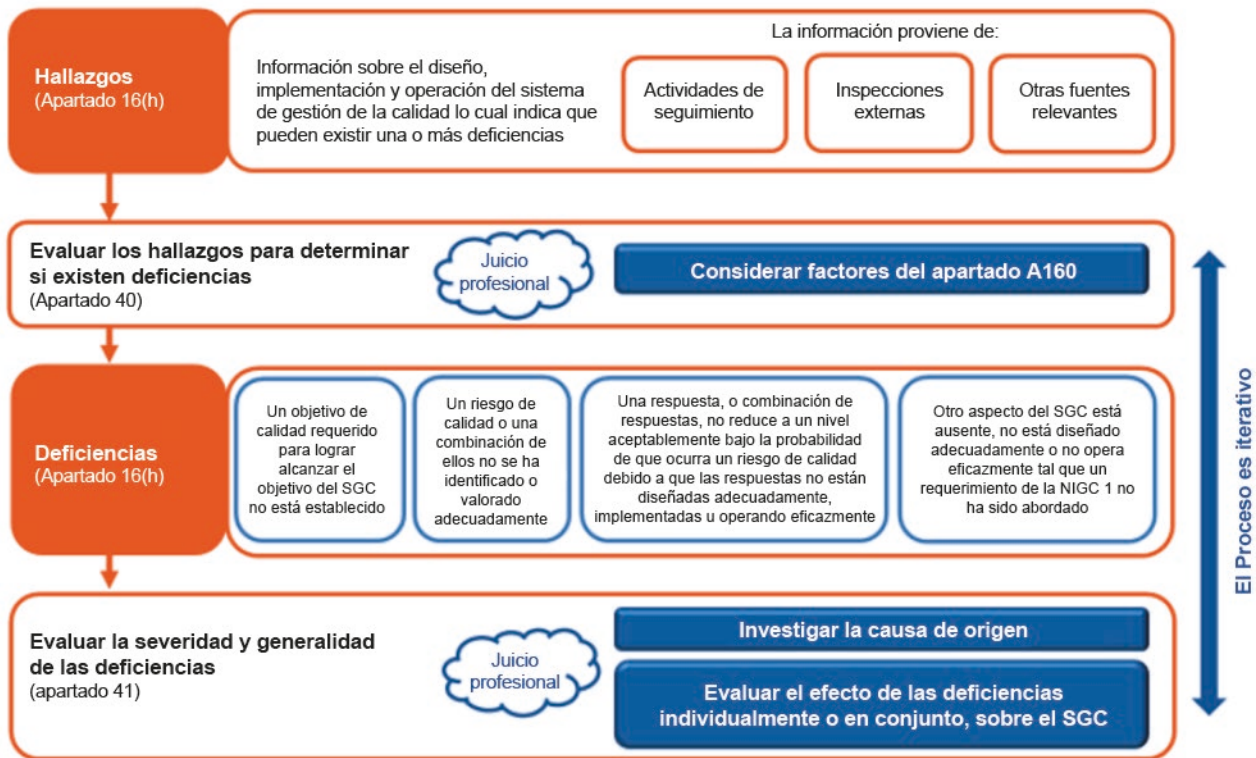 Hallazgos
(Apartado 16(h)
Información sobre el diseño,
implementación y operación del sistema
de gestión de la calidad lo cual indica que
pueden existir una o más deficiencias
La información proviene de:
Actividades de
seguimiento
Inspecciones
externas
Otras fuentes
relevantes
Evaluar los hallazgos para determinar
si existen deficiencias
(Apartado 40)
Juicio
profesional
Considerar factores del apartado A160
Deficiencias
(Apartado 16(h)
Un objetivo de
calidad requerido
para lograr
alcanzar el
objetivo del SGC
no está establecido
Un riesgo de
calidad o una
combinación de
ellos no se ha
identificado o
valorado
adecuadamente
Una respuesta, o combinación de
respuestas, no reduce a un nivel
aceptablemente bajo la probabilidad
de que ocurra un riesgo de calidad
debido a que las respuestas no están
diseñadas adecuadamente,
implementadas u operando eficazmente
Otro aspecto del SGC está
ausente, no está diseñado
adecuadamente o no opera
eficazmente tal que un
requerimiento de la NIGC 1 no
ha sido abordado
Evaluar la severidad y generalidad
de las deficiencias
(apartado 41)
Juicio
profesional
Investigar la causa de origen
Evaluar el efecto de las deficiencias
individualmente o en conjunto, sobre el SGC
El Proceso es iterativo